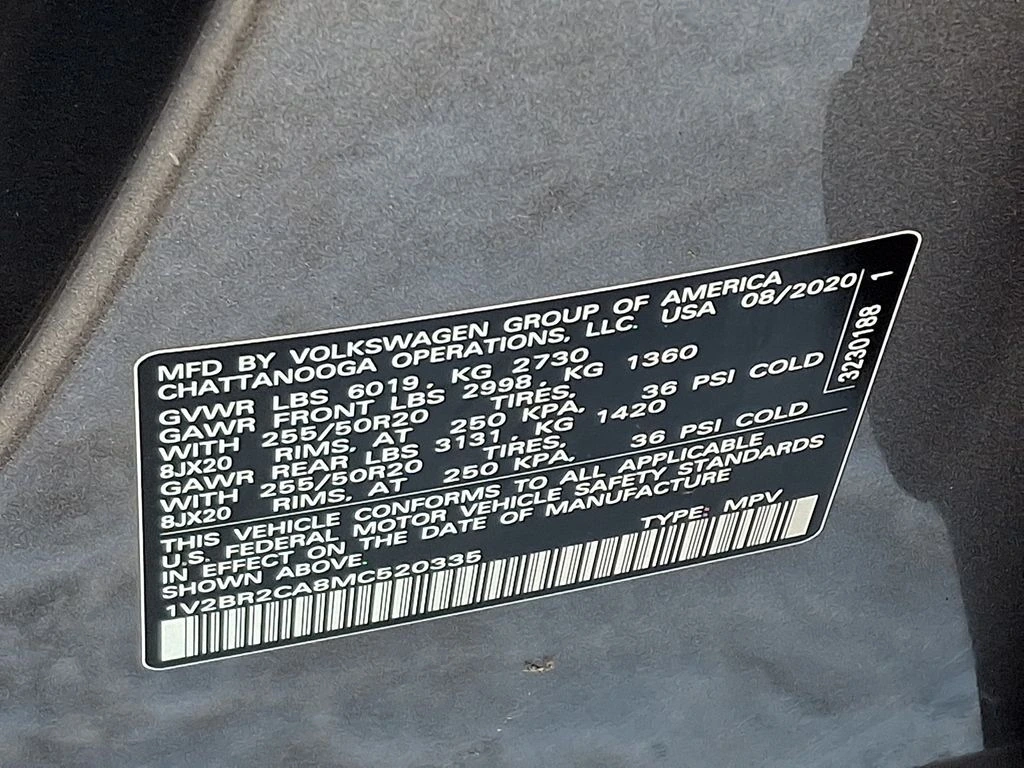 MFD BY VOLKSWAGEN GROUP OF AMERICA
CHATTANOOGA OPERATIONS, LLC. USA 08/2020
GVWR LBS 6019, KG 2730
GAWR FRONT LBS 2998, KG 1360
WITH 255/50R20 TIRES,
8JX20 RIMS, AT 250 KPA, 36 PSI COLD
GAWR REAR LBS 3131, KG 1420
WITH 255/50R20 TIRES,
8JX20 RIMS, AT 250 KPA, 36 PSI COLD
THIS VEHICLE CONFORMS TO ALL APPLICABLE
U.S. FEDERAL MOTOR VEHICLE SAFETY STANDARDS
IN EFFECT ON THE DATE OF MANUFACTURE
SHOWN ABOVE.
1V2BR2CA8MC520335 TYPE: MPV
3230188 1